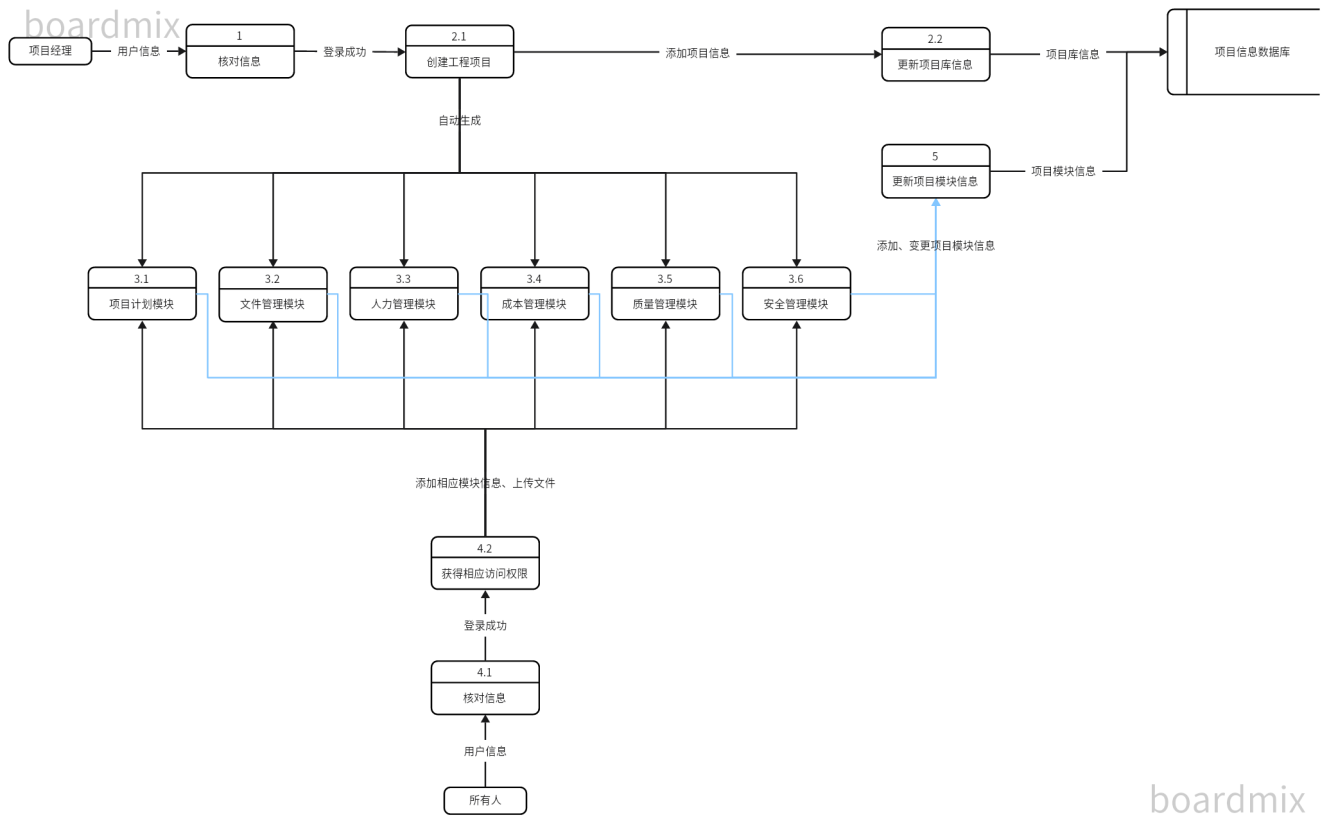 boardmix
项目经理
用户信息
1
核对信息
登录成功
2.1
创建工程项目
添加项目信息
2.2
更新项目库信息
项目库信息
项目信息数据库
自动生成
5
更新项目模块信息
项目模块信息
添加、变更项目模块信息
3.1
项目计划模块
3.2
文件管理模块
3.3
人力管理模块
3.4
成本管理模块
3.5
质量管理模块
3.6
安全管理模块
添加相应模块信息、上传文件
4.2
获得相应访问权限
登录成功
4.1
核对信息
用户信息
所有人
boardmix